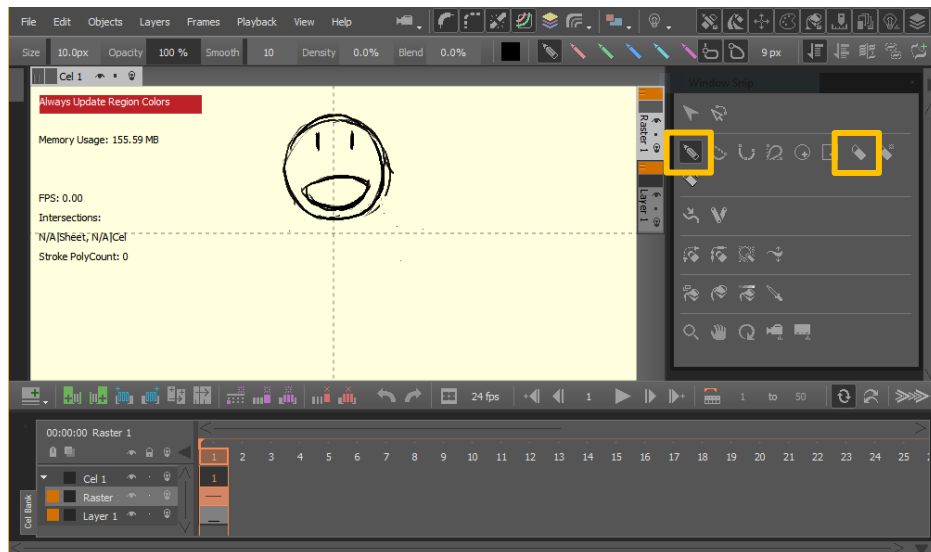 File Edit Objects Layers Frames Playback View Help
Size 10.0px Opacity 100 % Smooth 10 Density 0.0% Blend 0.0% 9 px
Cel 1
Window Snip
Always Update Region Colors
Memory Usage: 155.59 MB
FPS: 0.00
Intersections:
N/A|Sheet, N/A|Cel
Stroke PolyCount: 0
Raster 1
Layer 1
24 fps 1 1 to 50
00:00:00 Raster 1
1 2 3 4 5 6 7 8 9 10 11 12 13 14 15 16 17 18 19 20 21 22 23 24 25
Cel 1 1
Raster
Layer 1
Cel Bank